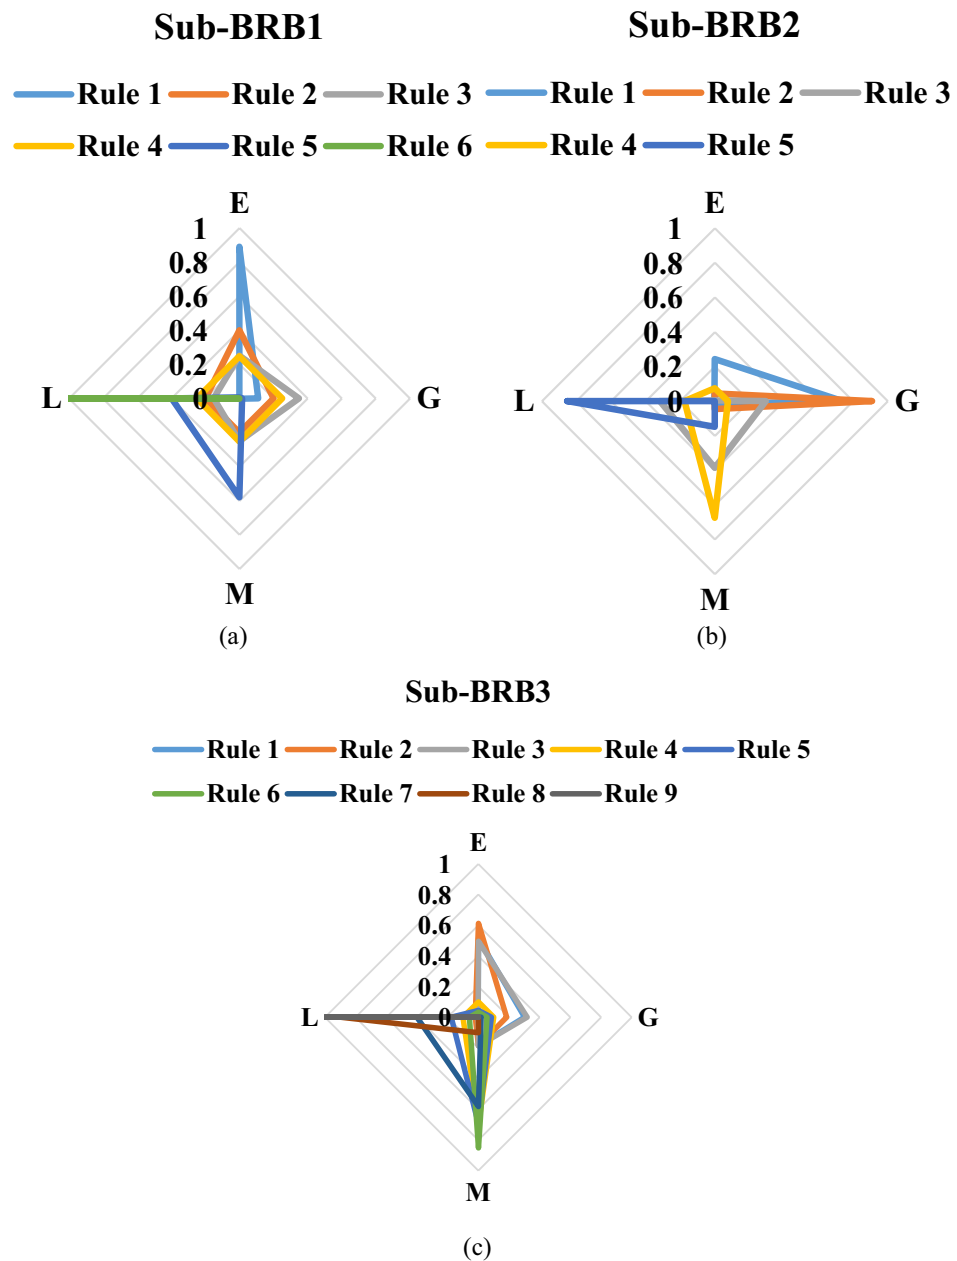 Sub-BRB1
Rule 1 Rule 2 Rule 3
Rule 4 Rule 5 Rule 6
E
1
0.8
0.6
0.4
0.2
0
L
G
M
(a)
Sub-BRB2
Rule 1 Rule 2 Rule 3
Rule 4 Rule 5
E
1
0.8
0.6
0.4
0.2
0
L
G
M
(b)
Sub-BRB3
Rule 1 Rule 2 Rule 3 Rule 4 Rule 5
Rule 6 Rule 7 Rule 8 Rule 9
E
1
0.8
0.6
0.4
0.2
0
L
G
M
(c)